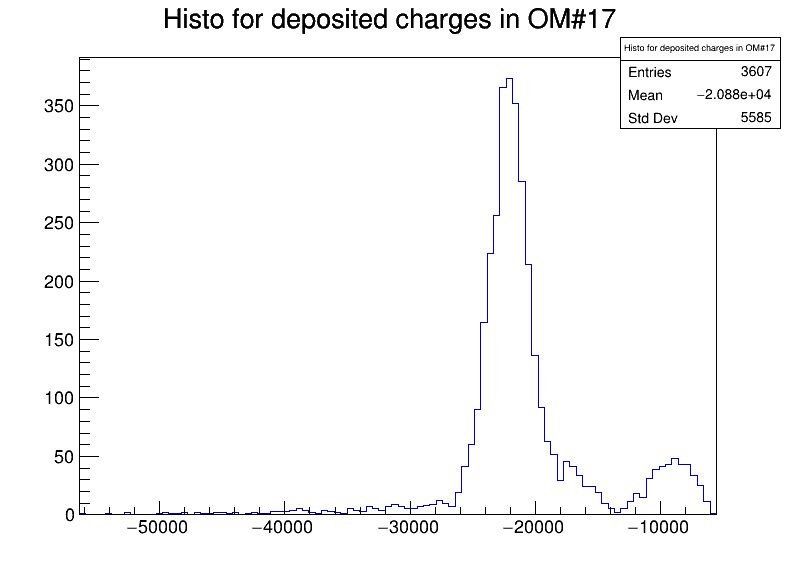 Histo for deposited charges in OM#17
Histo for deposited charges in OM#17
Entries 3607
Mean −2.088e+04
Std Dev 5585
350
300
250
200
150
100
50
0
−50000 −40000 −30000 −20000 −10000